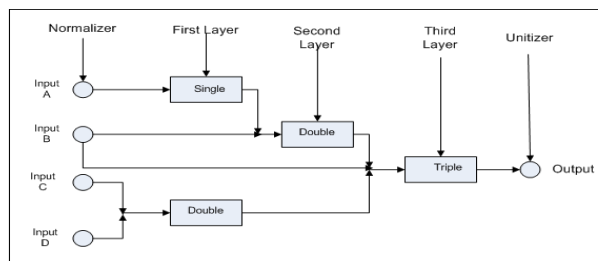 Normalizer
First Layer
Second
Layer
Third
Layer
Unitizer
Input
A
Single
Input
B
Double
Triple
Output
Input
C
Double
Input
D